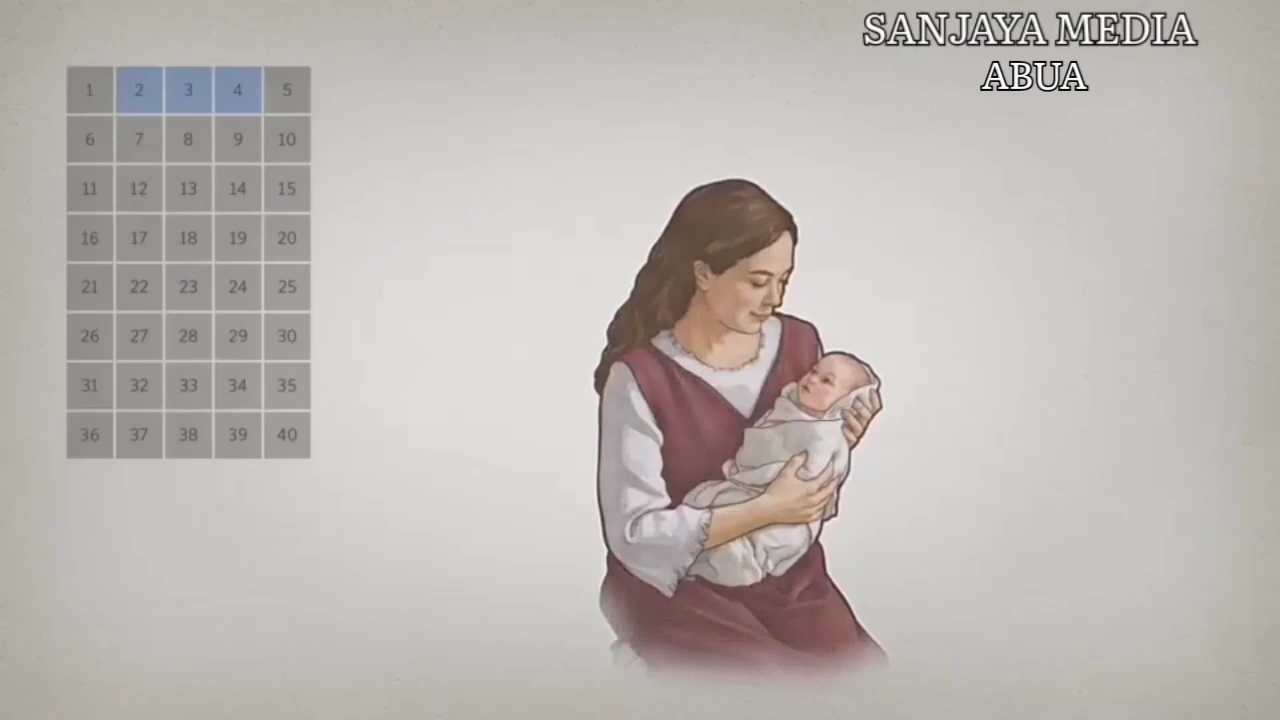 SANJAYA MEDIA
ABUA
1 2 3 4 5
6 7 8 9 10
11 12 13 14 15
16 17 18 19 20
21 22 23 24 25
26 27 28 29 30
31 32 33 34 35
36 37 38 39 40